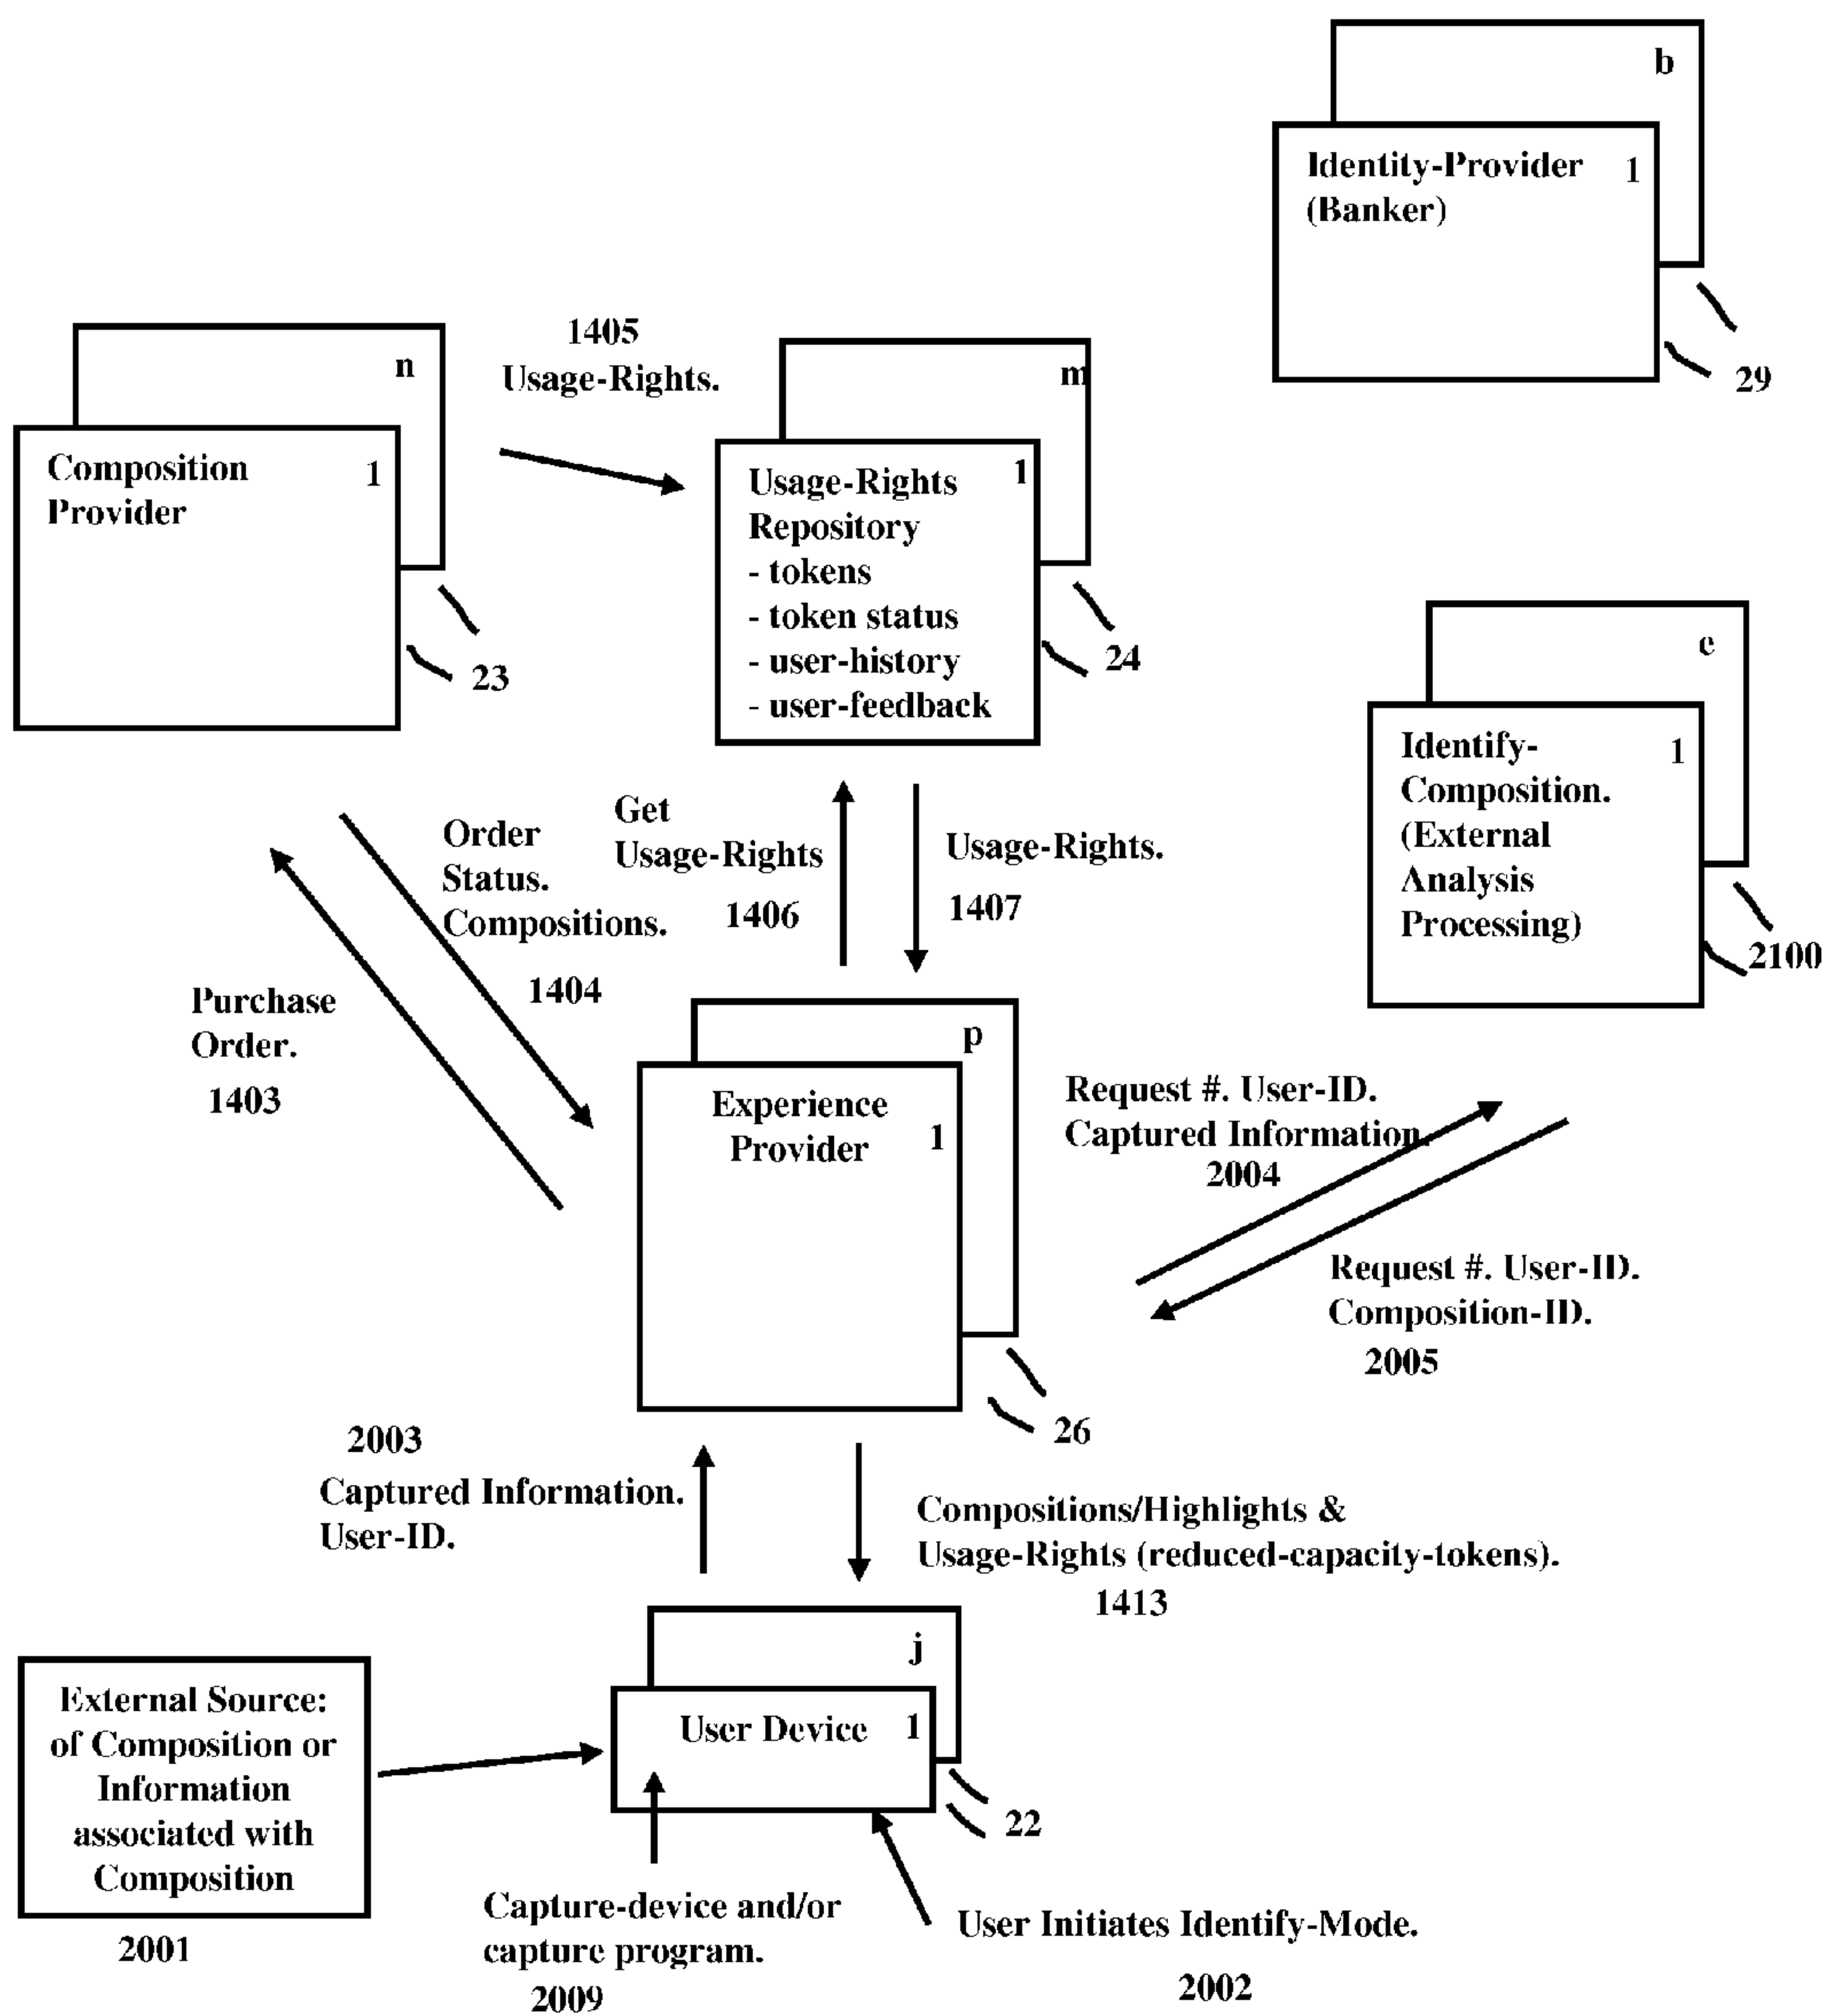 b
Identity-Provider 1
(Banker)
29
n
Composition 1
Provider
23
1405
Usage-Rights.
m
Usage-Rights 1
Repository
- tokens
- token status
- user-history
- user-feedback
24
e
Identify- 1
Composition.
(External
Analysis
Processing)
2100
Order
Status.
Compositions.
1404
Get
Usage-Rights
1406
Usage-Rights.
1407
Purchase
Order.
1403
p
Experience
Provider 1
26
Request #. User-ID.
Captured Information.
2004
Request #. User-ID.
Composition-ID.
2005
2003
Captured Information.
User-ID.
Compositions/Highlights &
Usage-Rights (reduced-capacity-tokens).
1413
j
User Device 1
22
External Source:
of Composition or
Information
associated with
Composition
2001
Capture-device and/or
capture program.
2009
User Initiates Identify-Mode.
2002